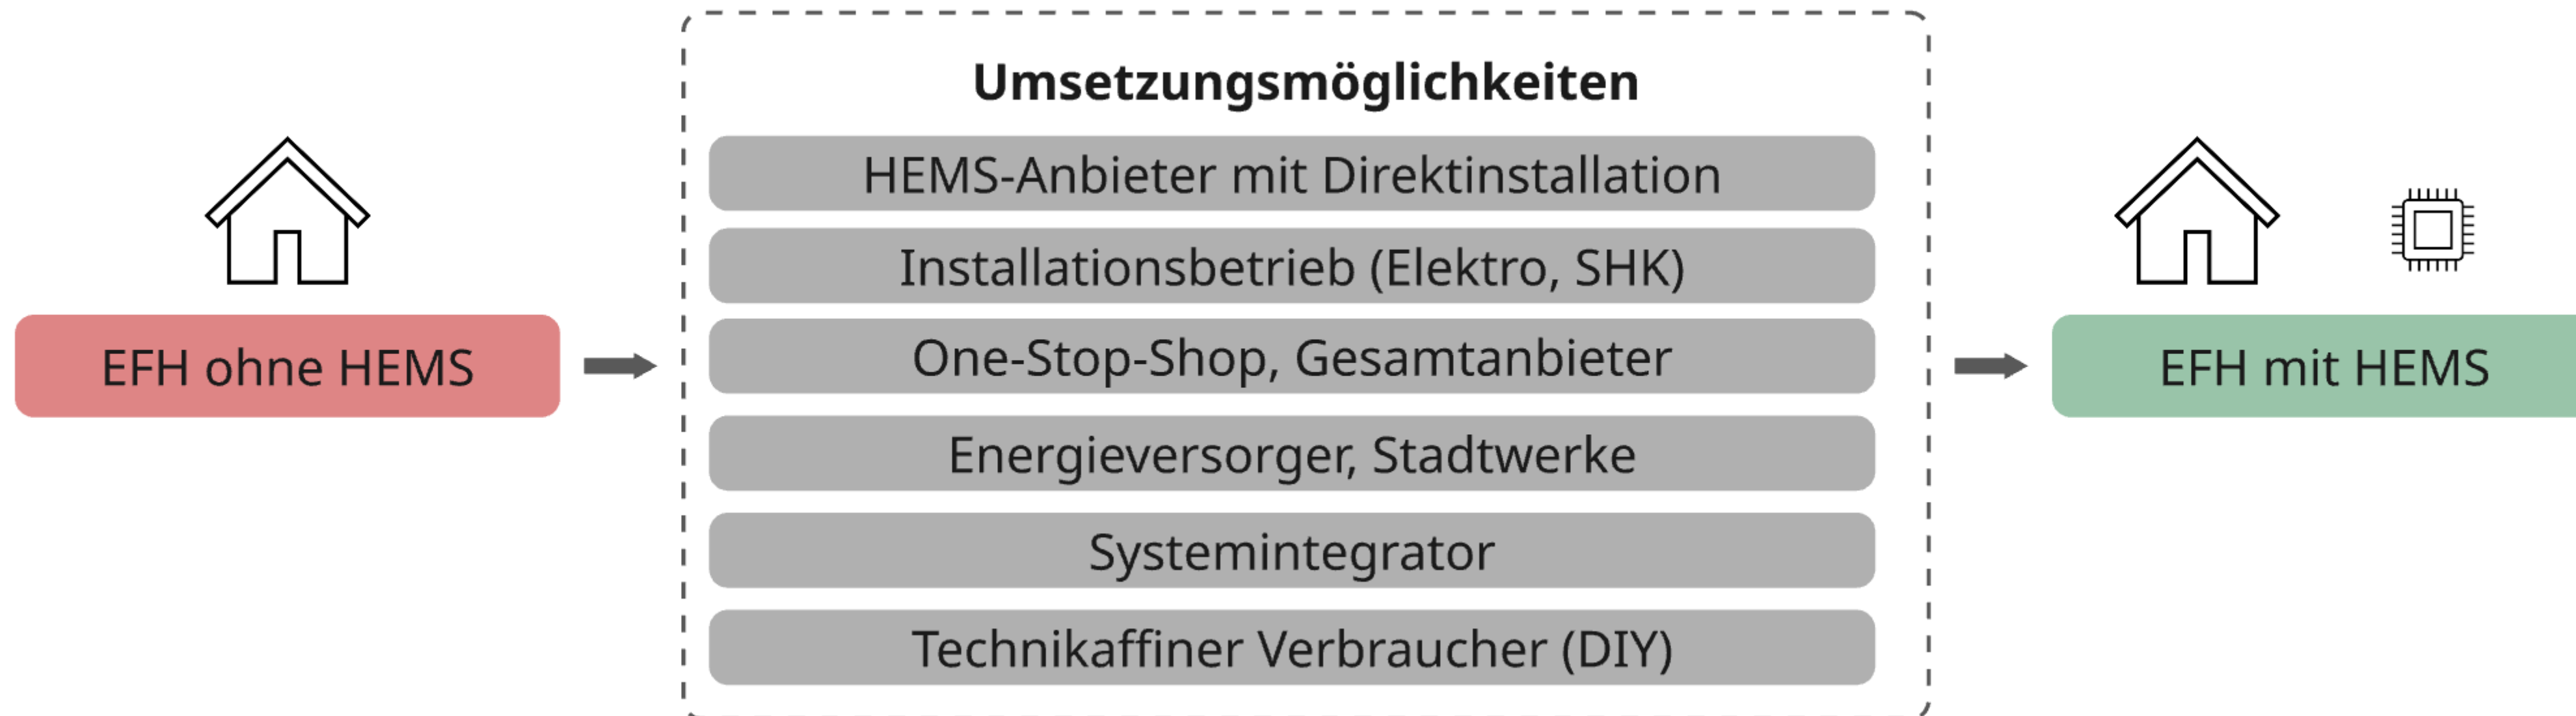 Umsetzungsmöglichkeiten
HEMS-Anbieter mit Direktinstallation
Installationsbetrieb (Elektro, SHK)
EFH ohne HEMS
One-Stop-Shop, Gesamtanbieter
EFH mit HEMS
Energieversorger, Stadtwerke
Systemintegrator
Technikaffiner Verbraucher (DIY)